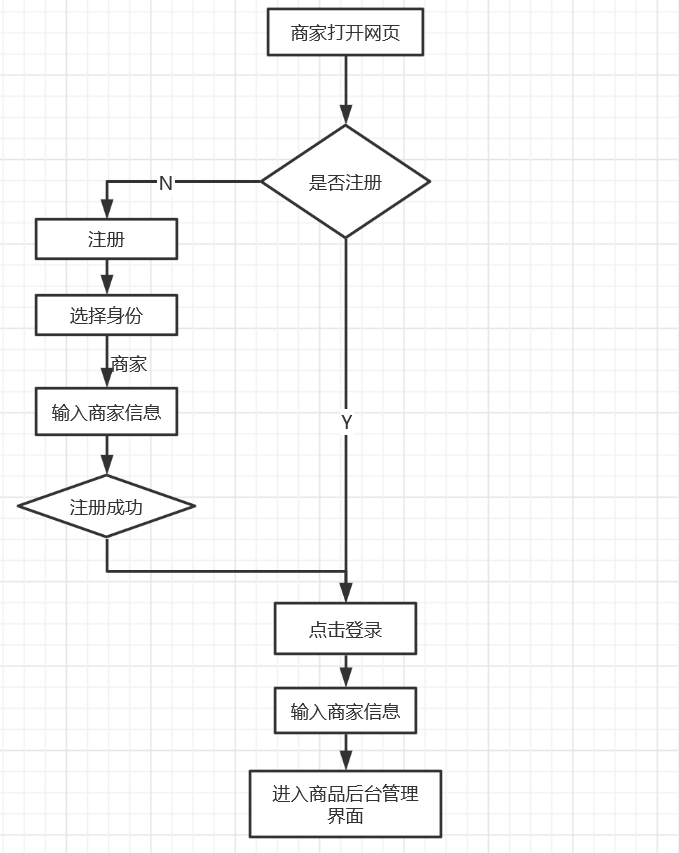 商家打开网页
是否注册
N
注册
选择身份
商家
输入商家信息
Y
注册成功
点击登录
输入商家信息
进入商品后台管理
界面